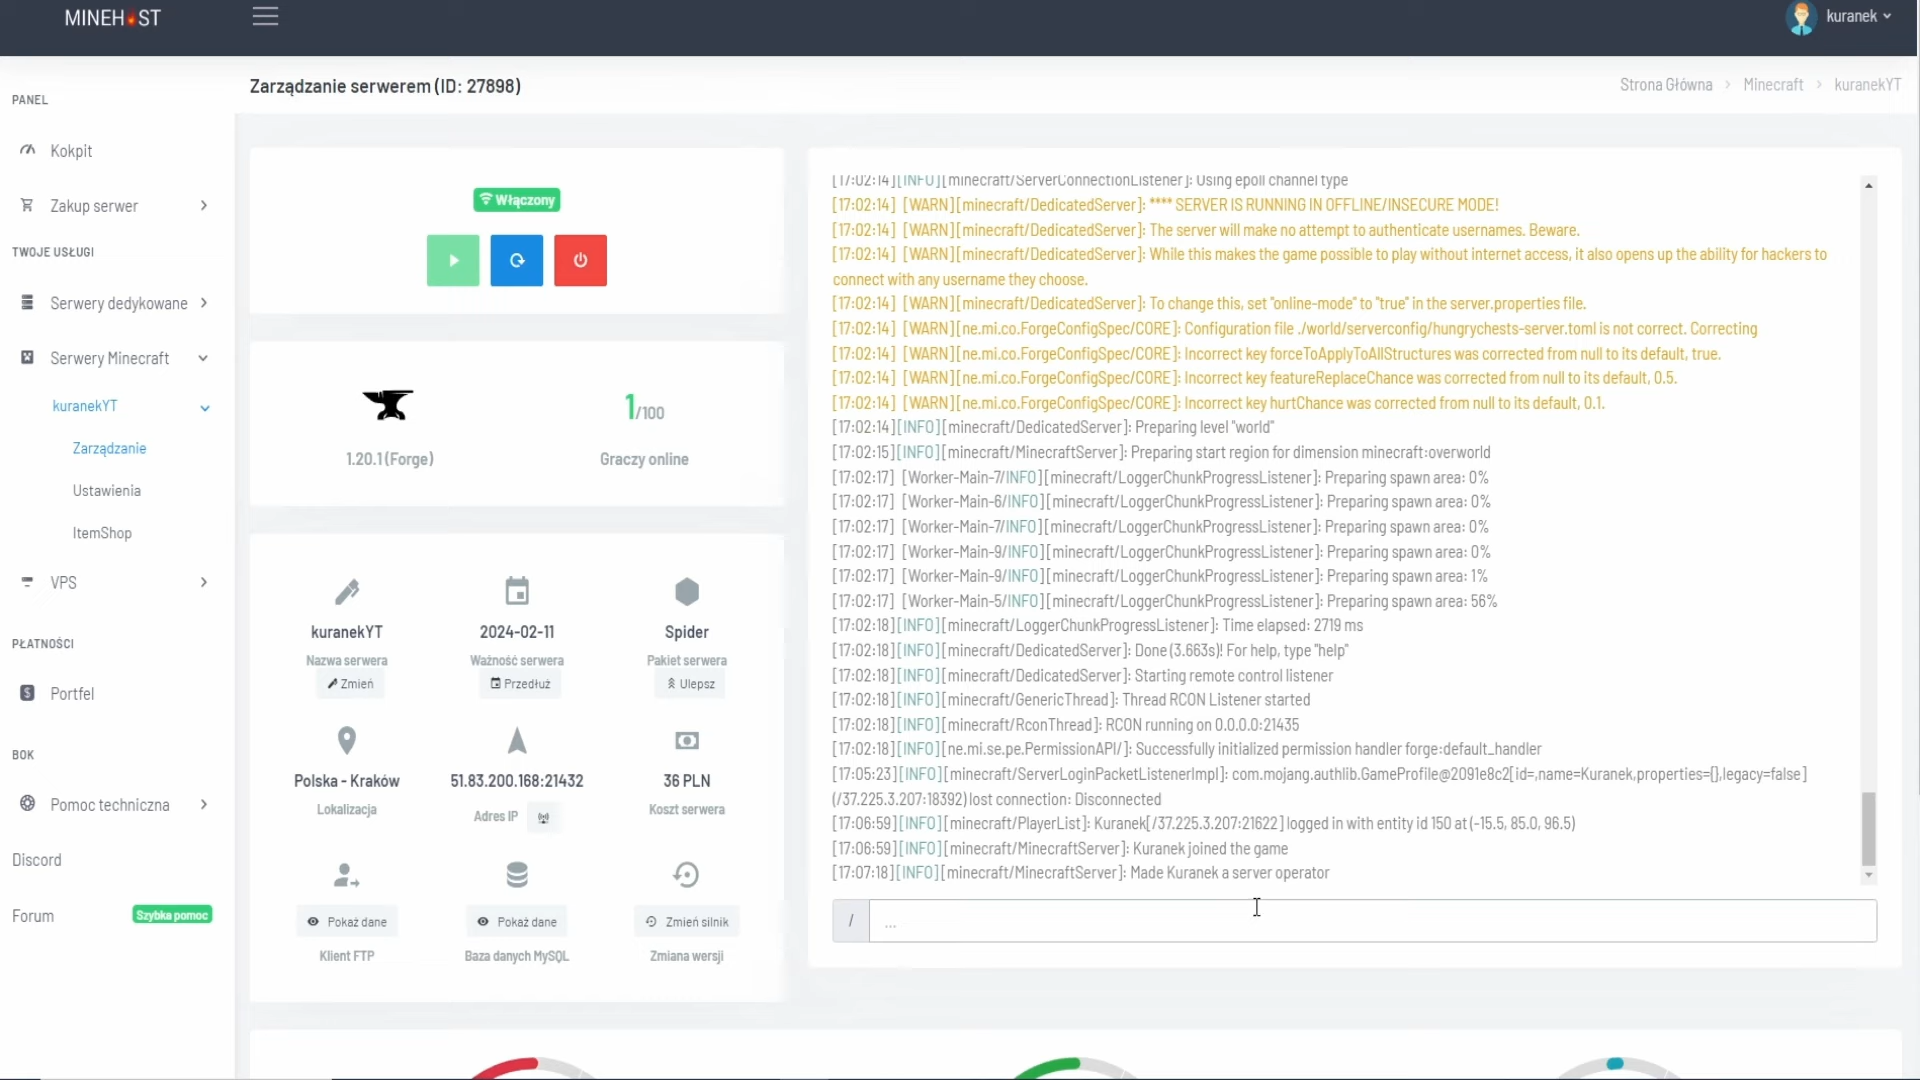 MINEHOST
kuranek
Zarządzanie serwerem (ID: 27898)
Strona Główna > Minecraft > kuranekYT
PANEL
Kokpit
Zakup serwer
TWOJE USŁUGI
Serwery dedykowane
Serwery Minecraft
kuranekYT
Zarządzanie
Ustawienia
ItemShop
VPS
PŁATNOŚCI
Portfel
BOK
Pomoc techniczna
Discord
Forum
Szybka pomoc
Włączony
1.20.1 (Forge)
1/100
Graczy online
kuranekYT
Nazwa serwera
Zmień
2024-02-11
Ważność serwera
Przedłuż
Spider
Pakiet serwera
Ulepsz
Polska - Kraków
Lokalizacja
51.83.200.168:21432
Adres IP
36 PLN
Koszt serwera
Pokaż dane
Klient FTP
Pokaż dane
Baza danych MySQL
Zmień silnik
Zmiana wersji
[17:02:14][INFO][minecraft/ServerConnectionListener]: Using epoll channel type
[17:02:14] [WARN][minecraft/DedicatedServer]: **** SERVER IS RUNNING IN OFFLINE/INSECURE MODE!
[17:02:14] [WARN][minecraft/DedicatedServer]: The server will make no attempt to authenticate usernames. Beware.
[17:02:14] [WARN][minecraft/DedicatedServer]: While this makes the game possible to play without internet access, it also opens up the ability for hackers to
connect with any username they choose.
[17:02:14] [WARN][minecraft/DedicatedServer]: To change this, set "online-mode" to "true" in the server.properties file.
[17:02:14] [WARN][ne.mi.co.ForgeConfigSpec/CORE]: Configuration file ./world/serverconfig/hungrychests-server.toml is not correct. Correcting
[17:02:14] [WARN][ne.mi.co.ForgeConfigSpec/CORE]: Incorrect key forceToApplyToAllStructures was corrected from null to its default, true.
[17:02:14] [WARN][ne.mi.co.ForgeConfigSpec/CORE]: Incorrect key featureReplaceChance was corrected from null to its default, 0.5.
[17:02:14] [WARN][ne.mi.co.ForgeConfigSpec/CORE]: Incorrect key hurtChance was corrected from null to its default, 0.1.
[17:02:14][INFO][minecraft/DedicatedServer]: Preparing level "world"
[17:02:15][INFO][minecraft/MinecraftServer]: Preparing start region for dimension minecraft:overworld
[17:02:17] [Worker-Main-7/INFO][minecraft/LoggerChunkProgressListener]: Preparing spawn area: 0%
[17:02:17] [Worker-Main-6/INFO][minecraft/LoggerChunkProgressListener]: Preparing spawn area: 0%
[17:02:17] [Worker-Main-7/INFO][minecraft/LoggerChunkProgressListener]: Preparing spawn area: 0%
[17:02:17] [Worker-Main-9/INFO][minecraft/LoggerChunkProgressListener]: Preparing spawn area: 0%
[17:02:17] [Worker-Main-9/INFO][minecraft/LoggerChunkProgressListener]: Preparing spawn area: 1%
[17:02:17] [Worker-Main-5/INFO][minecraft/LoggerChunkProgressListener]: Preparing spawn area: 56%
[17:02:18][INFO][minecraft/LoggerChunkProgressListener]: Time elapsed: 2719 ms
[17:02:18][INFO][minecraft/DedicatedServer]: Done (3.663s)! For help, type "help"
[17:02:18][INFO][minecraft/DedicatedServer]: Starting remote control listener
[17:02:18][INFO][minecraft/GenericThread]: Thread RCON Listener started
[17:02:18][INFO][minecraft/RconThread]: RCON running on 0.0.0.0:21435
[17:02:18][INFO][ne.mi.se.pe.PermissionAPI/]: Successfully initialized permission handler forge:default_handler
[17:05:23][INFO][minecraft/ServerLoginPacketListenerImpl]: com.mojang.authlib.GameProfile@2091e8c2[id=,name=Kuranek,properties={},legacy=false]
(/37.225.3.207:18392) lost connection: Disconnected
[17:06:59][INFO][minecraft/PlayerList]: Kuranek[/37.225.3.207:21622] logged in with entity id 150 at (-15.5, 85.0, 96.5)
[17:06:59][INFO][minecraft/MinecraftServer]: Kuranek joined the game
[17:07:18][INFO][minecraft/MinecraftServer]: Made Kuranek a server operator
/ ...